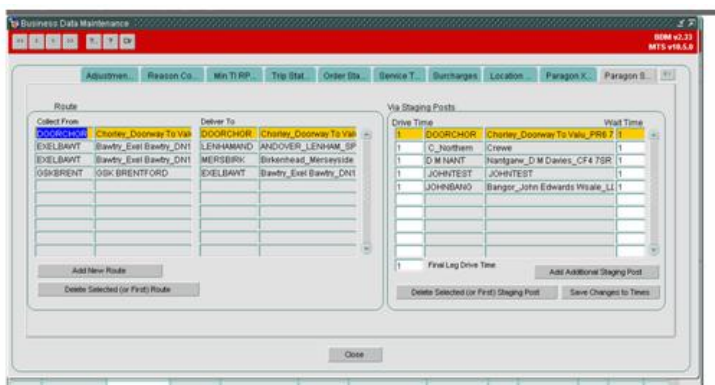 Business Data Maintenance
BDM v2.33
MTS v10.5.0
Adjustmen... Reason Co... Min TI RP... Trip Stat... Order Sta... Service T... Surcharges Location ... Paragon X... Paragon S...
Route
Collect From Deliver To
DOORCHOR Chorley_Doorway To Valu DOORCHOR Chorley_Doorway To Valu
EXELBAWT Bawtry_Exel Bawtry_DN1 LENHAMAND ANDOVER_LENHAM_SP
EXELBAWT Bawtry_Exel Bawtry_DN1 MERSBIRK Birkenhead_Merseyside
GSKBRENT GSK BRENTFORD EXELBAWT Bawtry_Exel Bawtry_DN1
Add New Route
Delete Selected (or First) Route
Via Staging Posts
Drive Time Wait Time
1 DOORCHOR Chorley_Doorway To Valu_PR6 7 1
1 C_Northern Crewe 1
1 D M NANT Nantgarw_D M Davies_CF4 7SR 1
1 JOHNTEST JOHNTEST 1
1 JOHNBANG Bangor_John Edwards Wsale_LL 1
1 Final Leg Drive Time
Add Additional Staging Post
Delete Selected (or First) Staging Post Save Changes to Times
Close